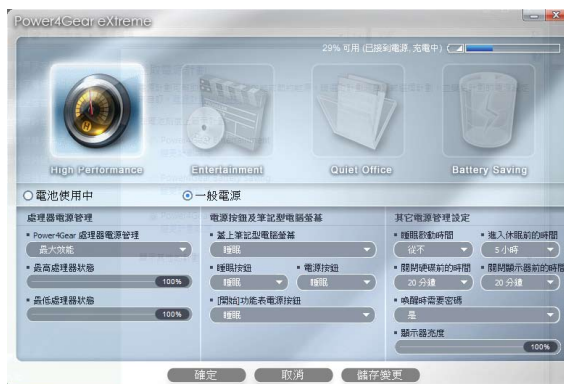 Power4Gear eXtreme
29% 可用 (已接到電源, 充電中)
High Performance
Entertainment
Quiet Office
Battery Saving
電池使用中
一般電源
處理器電源管理
Power4Gear 處理器電源管理
最大效能
最高處理器狀態
100%
最低處理器狀態
100%
電源按鈕及筆記型電腦螢幕
蓋上筆記型電腦螢幕
睡眠
睡眠按鈕
電源按鈕
睡眠
睡眠
[開始]功能表電源按鈕
睡眠
其它電源管理設定
睡眠啟動時間
進入休眠前的時間
從不
5 小時
關閉硬碟前的時間
關閉顯示器前的時間
20 分鐘
20 分鐘
喚醒時需要密碼
是
顯示器亮度
100%
確定
取消
儲存變更